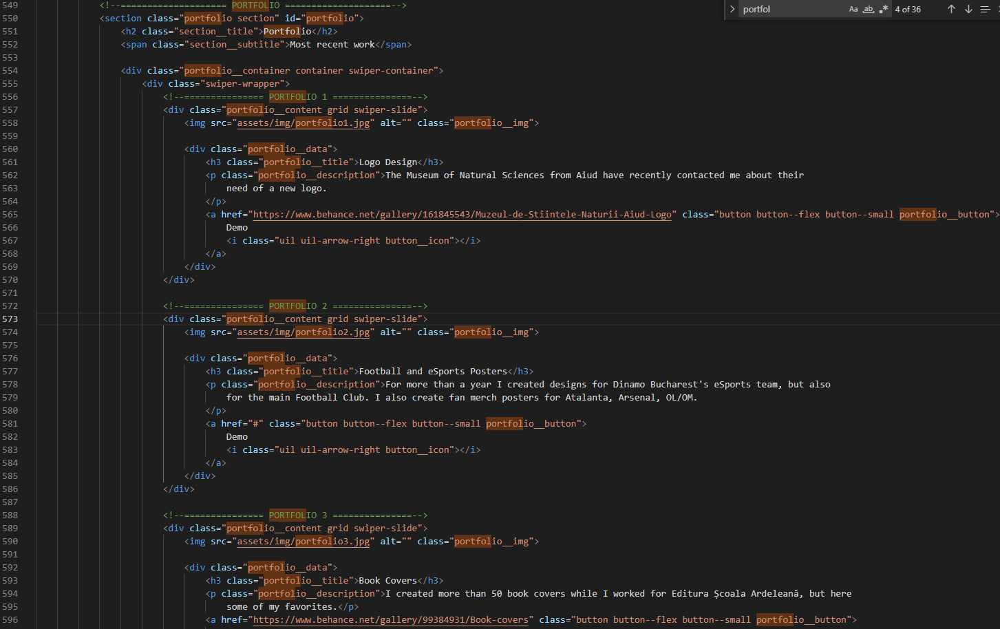 portfol Aa ab .* 4 of 36
549 <!--==================== PORTFOLIO ====================-->
550 <section class="portfolio section" id="portfolio">
551 <h2 class="section__title">Portfolio</h2>
552 <span class="section__subtitle">Most recent work</span>
553
554 <div class="portfolio__container container swiper-container">
555 <div class="swiper-wrapper">
556 <!--=============== PORTFOLIO 1 ===============-->
557 <div class="portfolio__content grid swiper-slide">
558 <img src="assets/img/portfolio1.jpg" alt="" class="portfolio__img">
559
560 <div class="portfolio__data">
561 <h3 class="portfolio__title">Logo Design</h3>
562 <p class="portfolio__description">The Museum of Natural Sciences from Aiud have recently contacted me about their
563 need of a new logo.
564 </p>
565 <a href="https://www.behance.net/gallery/161845543/Muzeul-de-Stiintele-Naturii-Aiud-Logo" class="button button--flex button--small portfolio__button">
566 Demo
567 <i class="uil uil-arrow-right button__icon"></i>
568 </a>
569 </div>
570 </div>
571
572 <!--=============== PORTFOLIO 2 ===============-->
573 <div class="portfolio__content grid swiper-slide">
574 <img src="assets/img/portfolio2.jpg" alt="" class="portfolio__img">
575
576 <div class="portfolio__data">
577 <h3 class="portfolio__title">Football and eSports Posters</h3>
578 <p class="portfolio__description">For more than a year I created designs for Dinamo Bucharest's eSports team, but also
579 for the main Football Club. I also create fan merch posters for Atalanta, Arsenal, OL/OM.
580 </p>
581 <a href="#" class="button button--flex button--small portfolio__button">
582 Demo
583 <i class="uil uil-arrow-right button__icon"></i>
584 </a>
585 </div>
586 </div>
587
588 <!--=============== PORTFOLIO 3 ===============-->
589 <div class="portfolio__content grid swiper-slide">
590 <img src="assets/img/portfolio3.jpg" alt="" class="portfolio__img">
591
592 <div class="portfolio__data">
593 <h3 class="portfolio__title">Book Covers</h3>
594 <p class="portfolio__description">I created more than 50 book covers while I worked for Editura Școala Ardeleană, but here
595 some of my favorites.</p>
596 <a href="https://www.behance.net/gallery/99384931/Book-covers" class="button button--flex button--small portfolio__button">